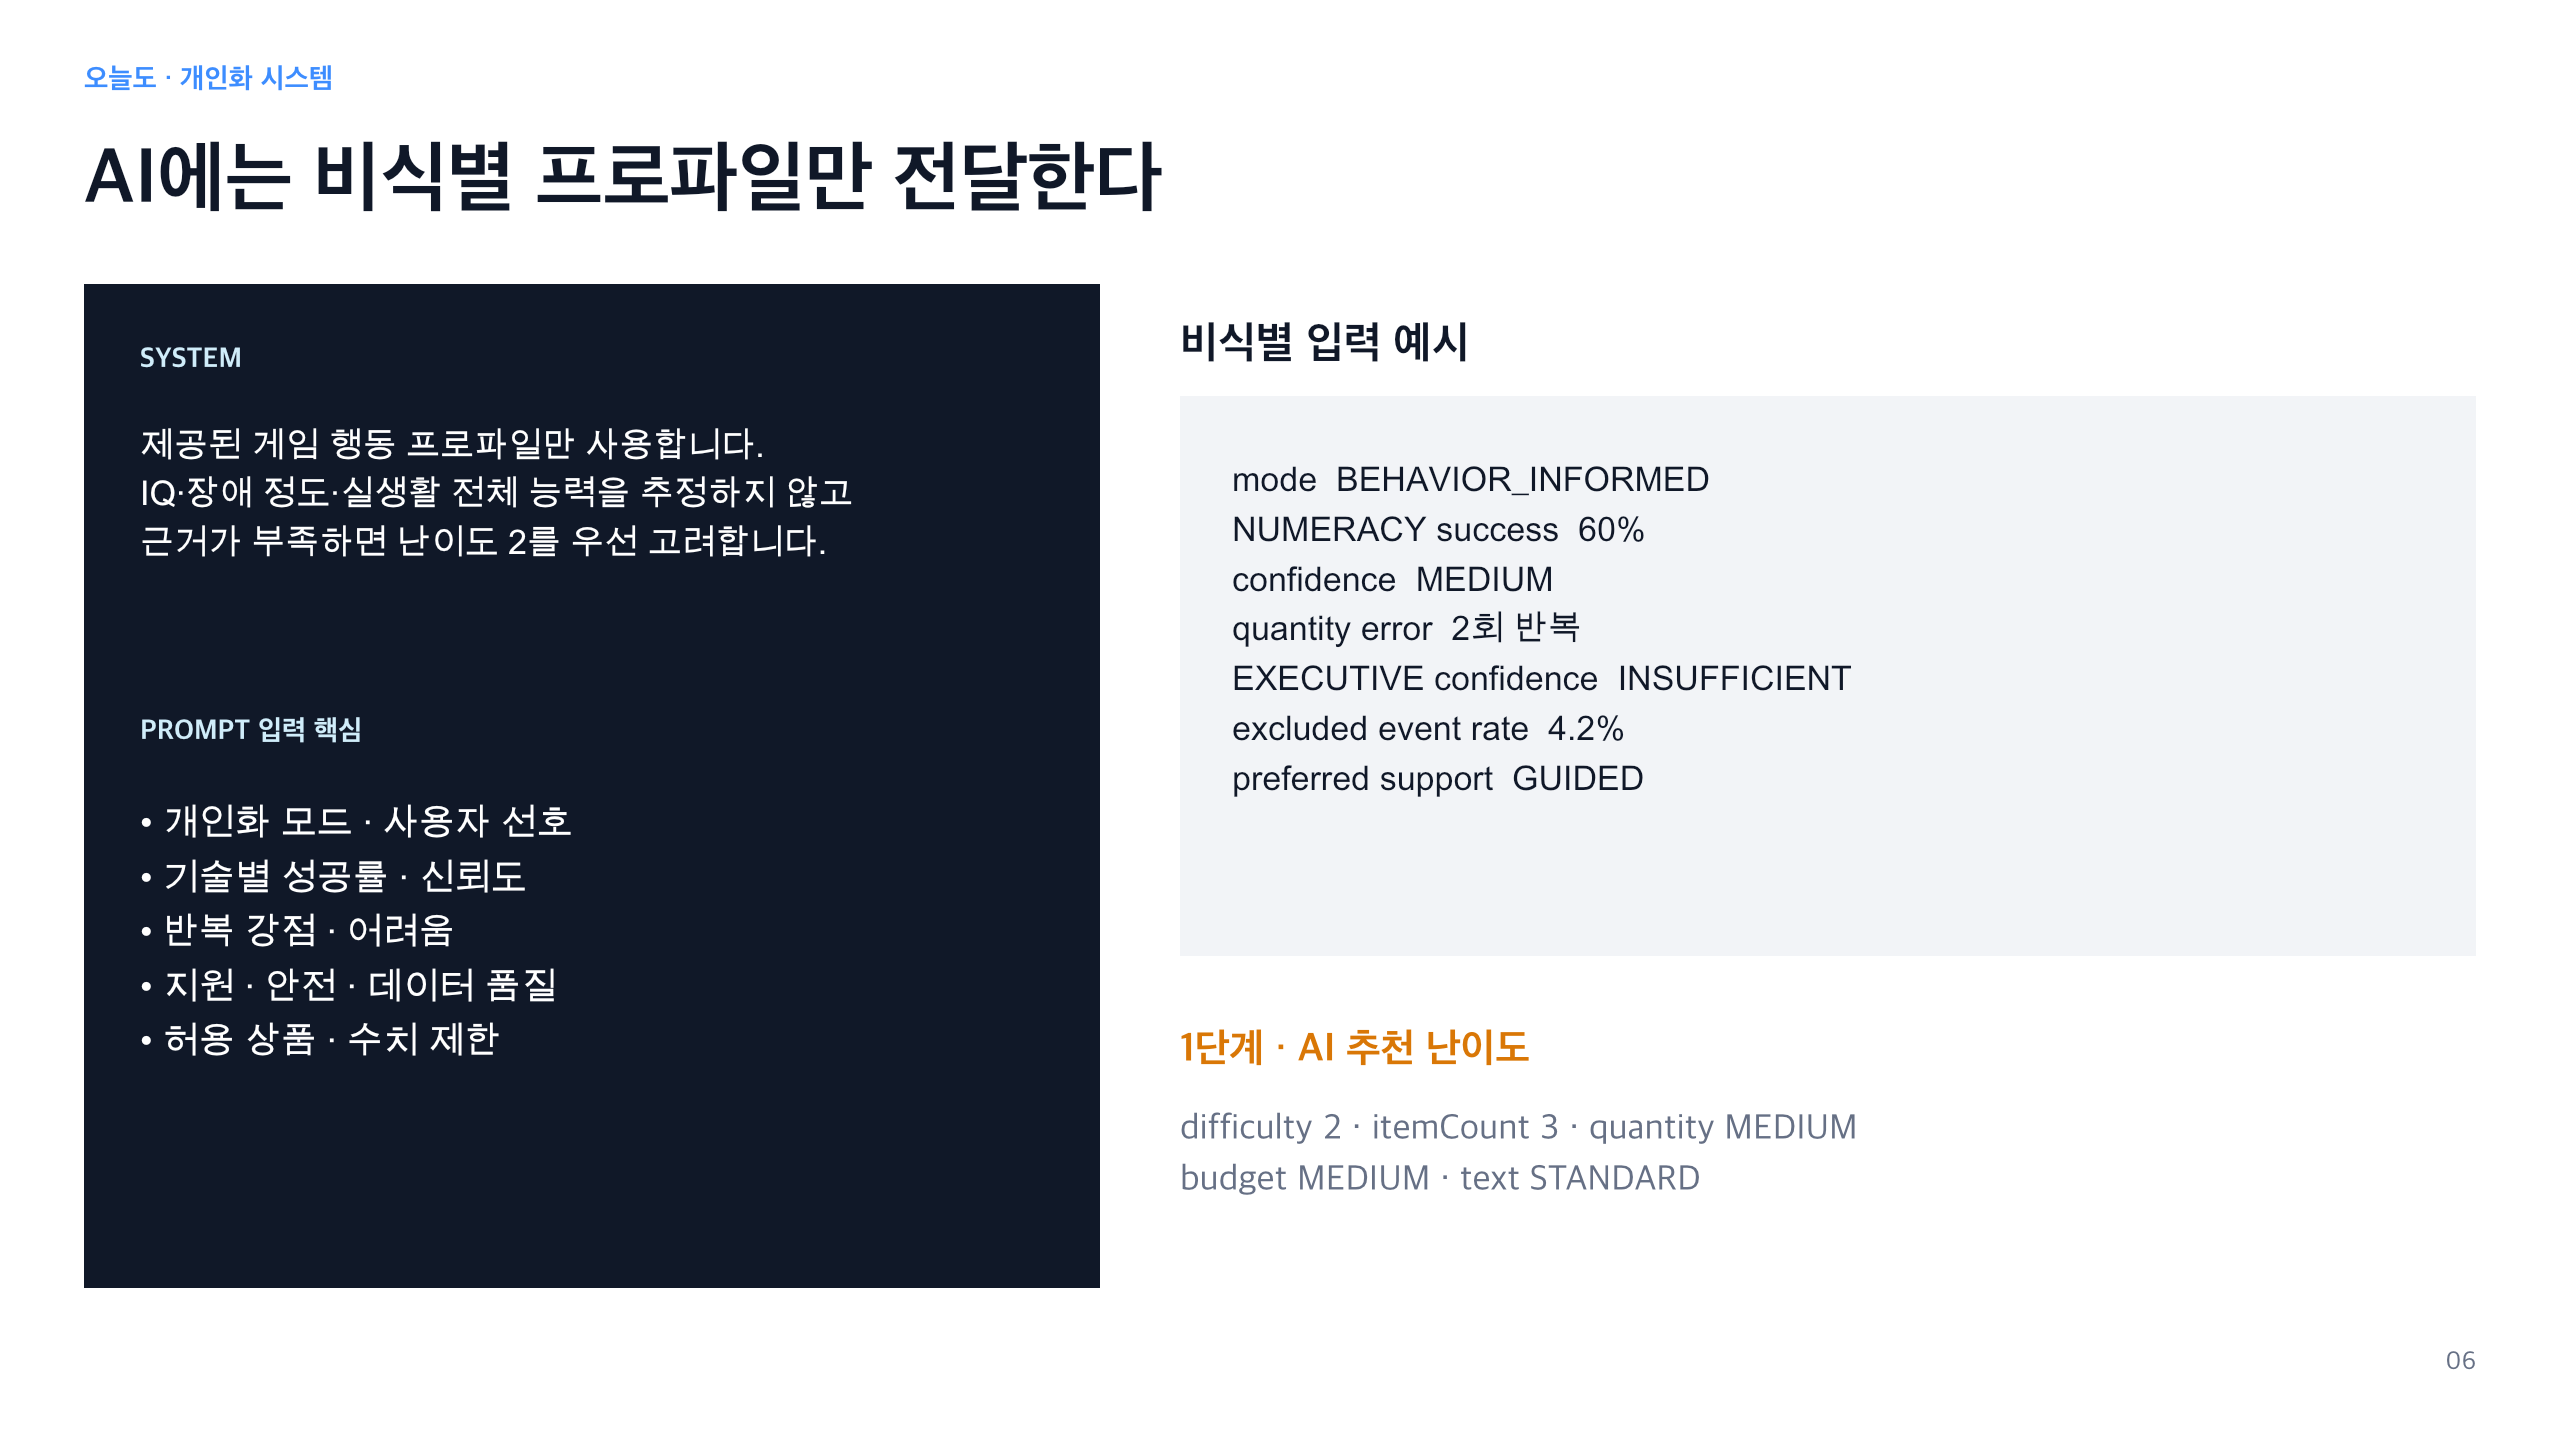 오늘도 · 개인화 시스템
AI에는 비식별 프로파일만 전달한다
SYSTEM
제공된 게임 행동 프로파일만 사용합니다.
IQ·장애 정도·실생활 전체 능력을 추정하지 않고
근거가 부족하면 난이도 2를 우선 고려합니다.
PROMPT 입력 핵심
• 개인화 모드 · 사용자 선호
• 기술별 성공률 · 신뢰도
• 반복 강점 · 어려움
• 지원 · 안전 · 데이터 품질
• 허용 상품 · 수치 제한
비식별 입력 예시
mode  BEHAVIOR_INFORMED
NUMERACY success  60%
confidence  MEDIUM
quantity error  2회 반복
EXECUTIVE confidence  INSUFFICIENT
excluded event rate  4.2%
preferred support  GUIDED
1단계 · AI 추천 난이도
difficulty 2 · itemCount 3 · quantity MEDIUM
budget MEDIUM · text STANDARD
06